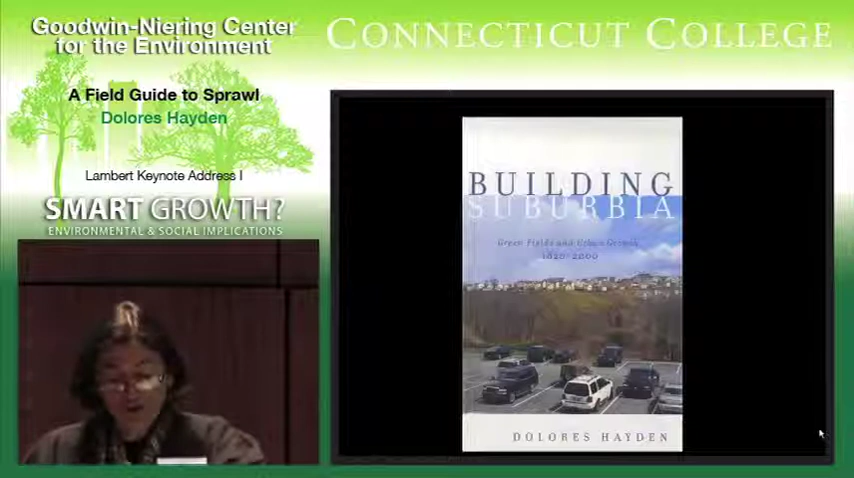 Goodwin-Niering Center
for the Environment
CONNECTICUT COLLEGE
A Field Guide to Sprawl
Dolores Hayden
Lambert Keynote Address I
SMART GROWTH?
ENVIRONMENTAL & SOCIAL IMPLICATIONS
BUILDING
SUBURBIA
Green Fields and Urban Growth
1820-2000
DOLORES HAYDEN